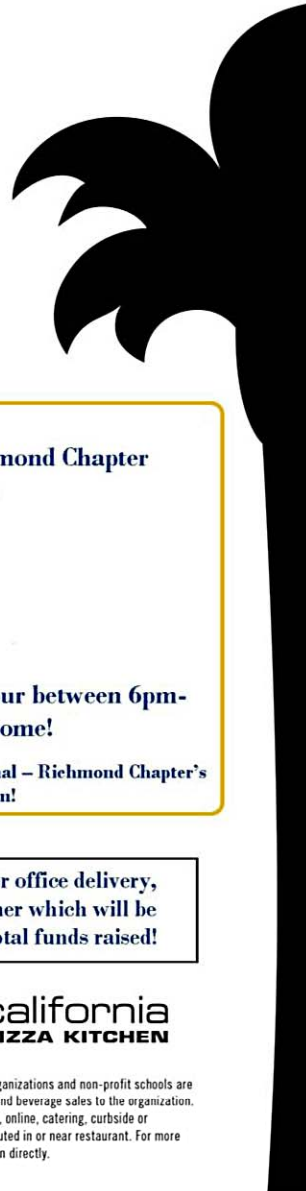 mond Chapter
ur between 6pm-
ome!
nal – Richmond Chapter's
n!
r office delivery,
ner which will be
otal funds raised!
california
IZZA KITCHEN
ganizations and non-profit schools are
nd beverage sales to the organization.
, online, catering, curbside or
uted in or near restaurant. For more
n directly.